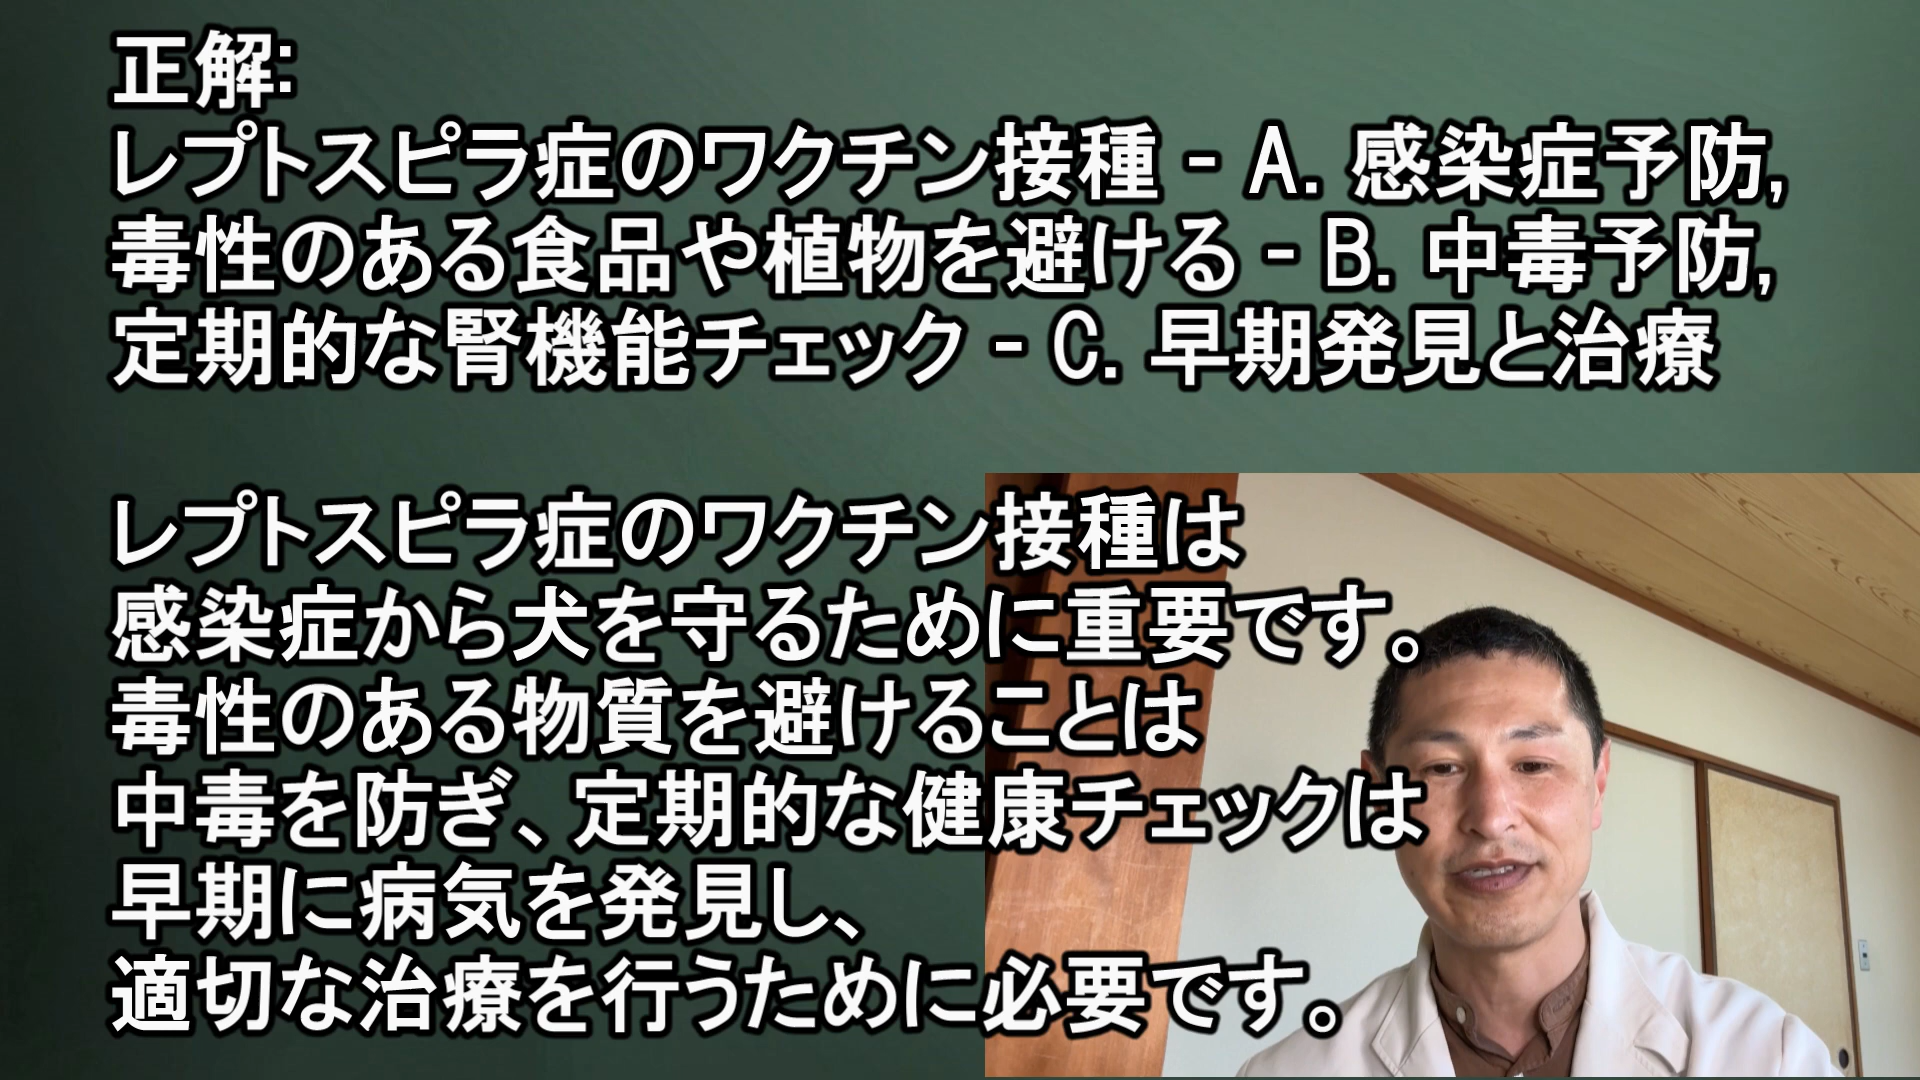 正解:
レプトスピラ症のワクチン接種 - A. 感染症予防,
毒性のある食品や植物を避ける - B. 中毒予防,
定期的な腎機能チェック - C. 早期発見と治療
レプトスピラ症のワクチン接種は
感染症から犬を守るために重要です。
毒性のある物質を避けることは
中毒を防ぎ、定期的な健康チェックは
早期に病気を発見し、
適切な治療を行うために必要です。